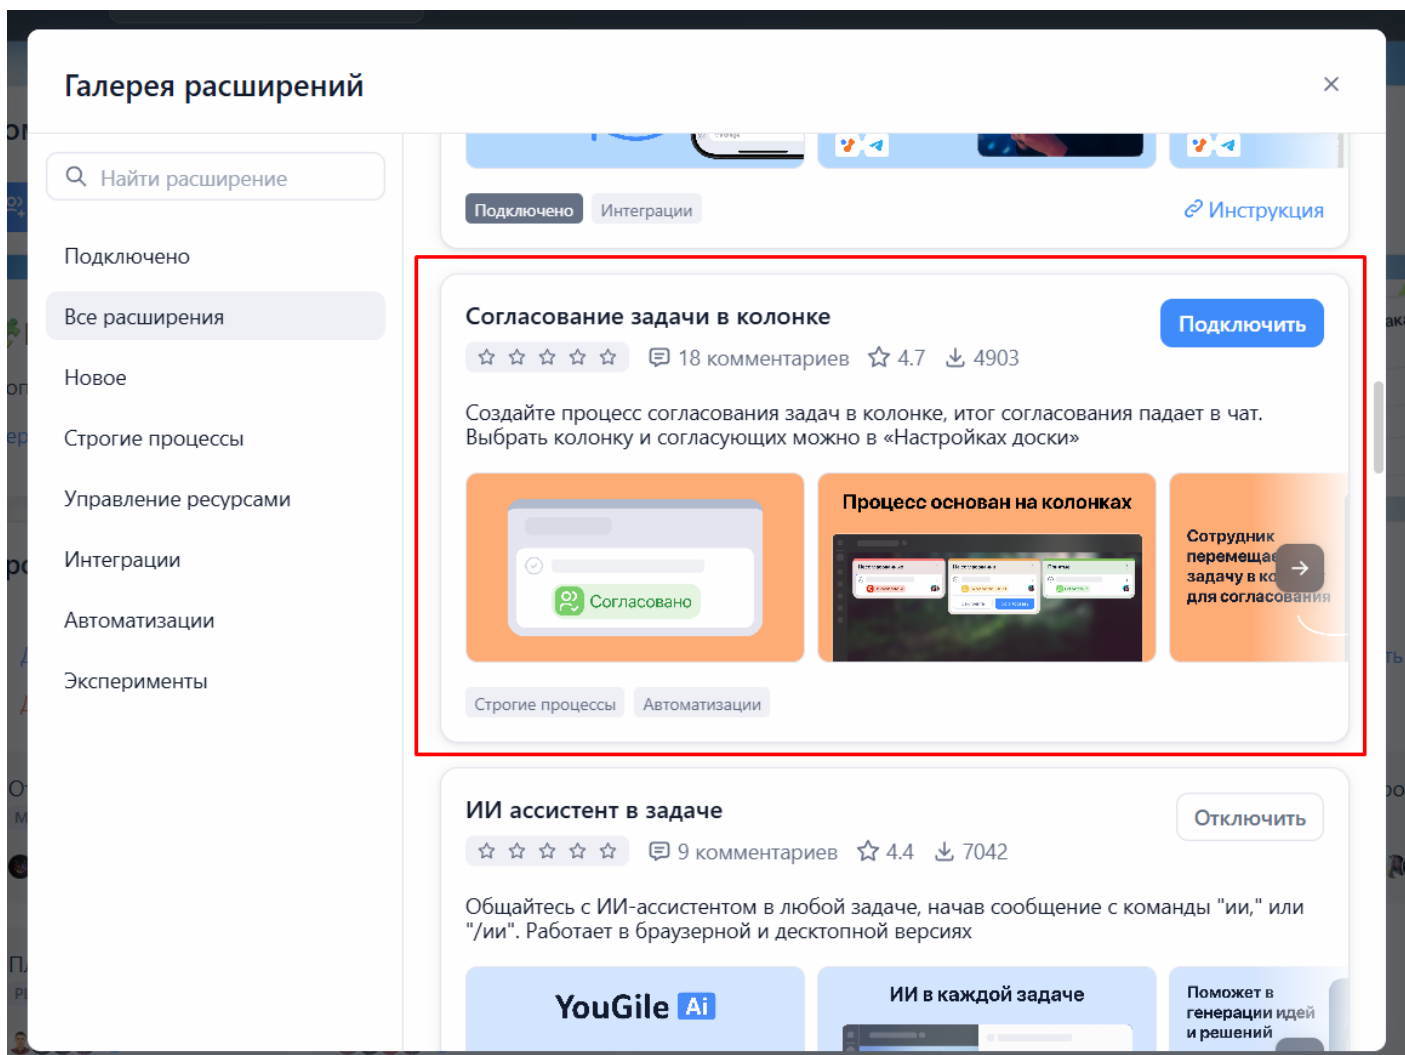 Галерея расширений
Найти расширение
Подключено
Все расширения
Новое
Строгие процессы
Управление ресурсами
Интеграции
Автоматизации
Эксперименты
Подключено
Интеграции
Инструкция
Согласование задачи в колонке
Подключить
18 комментариев
4.7
4903
Создайте процесс согласования задач в колонке, итог согласования падает в чат.
Выбрать колонку и согласующих можно в «Настройках доски»
Согласовано
Процесс основан на колонках
Сотрудник
задачу в
для согласования
Строгие процессы
Автоматизации
ИИ ассистент в задаче
Отключить
9 комментариев
4.4
7042
Общайтесь с ИИ-ассистентом в любой задаче, начав сообщение с команды "ии," или
"/ии". Работает в браузерной и десктопной версиях
YouGile Ai
ИИ в каждой задаче
Поможет в
генерации идей
и решений